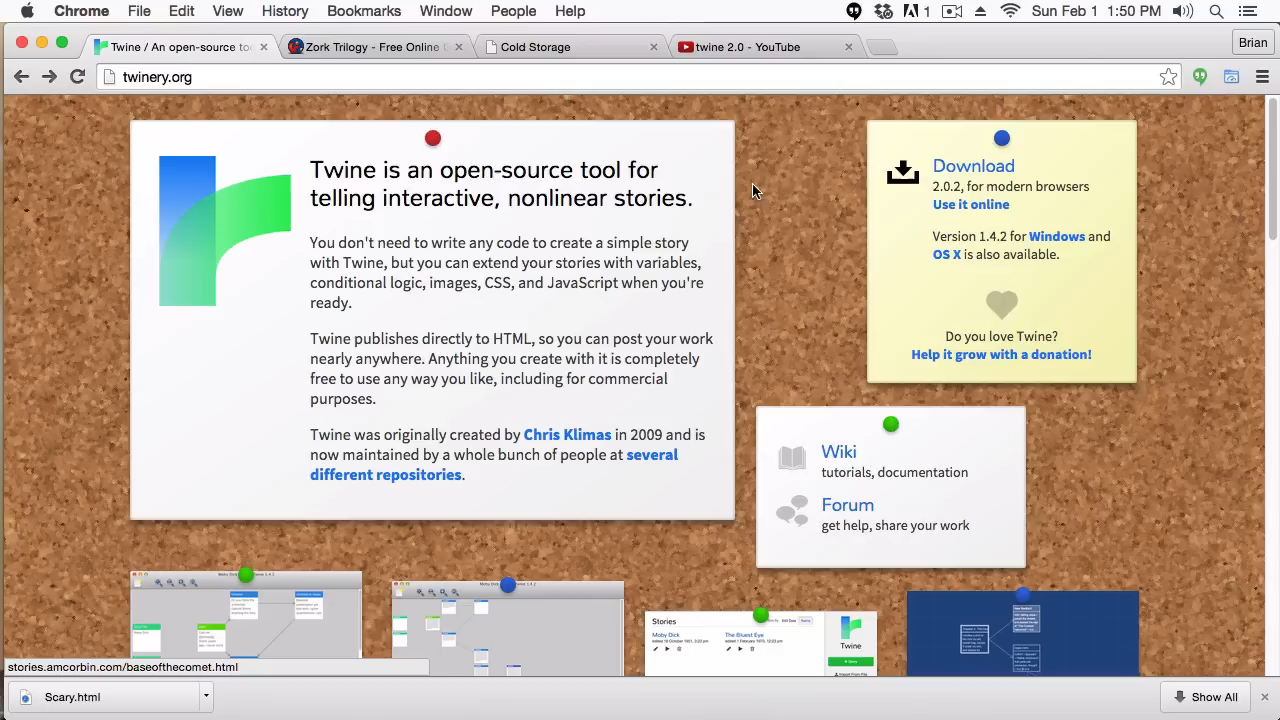 Chrome File Edit View History Bookmarks Window People Help 1 Sun Feb 1 1:50 PM
Twine / An open-source to Zork Trilogy - Free Online Cold Storage twine 2.0 - YouTube Brian
twinery.org
Twine is an open-source tool for
telling interactive, nonlinear stories.
You don't need to write any code to create a simple story
with Twine, but you can extend your stories with variables,
conditional logic, images, CSS, and JavaScript when you're
ready.
Twine publishes directly to HTML, so you can post your work
nearly anywhere. Anything you create with it is completely
free to use any way you like, including for commercial
purposes.
Twine was originally created by Chris Klimas in 2009 and is
now maintained by a whole bunch of people at several
different repositories.
Download
2.0.2, for modern browsers
Use it online
Version 1.4.2 for Windows and
OS X is also available.
Do you love Twine?
Help it grow with a donation!
Wiki
tutorials, documentation
Forum
get help, share your work
Stories
Moby Dick The Bluest Eye
Twine
stories.amcorbin.com/baseofthecomet.html
Scary.html Show All